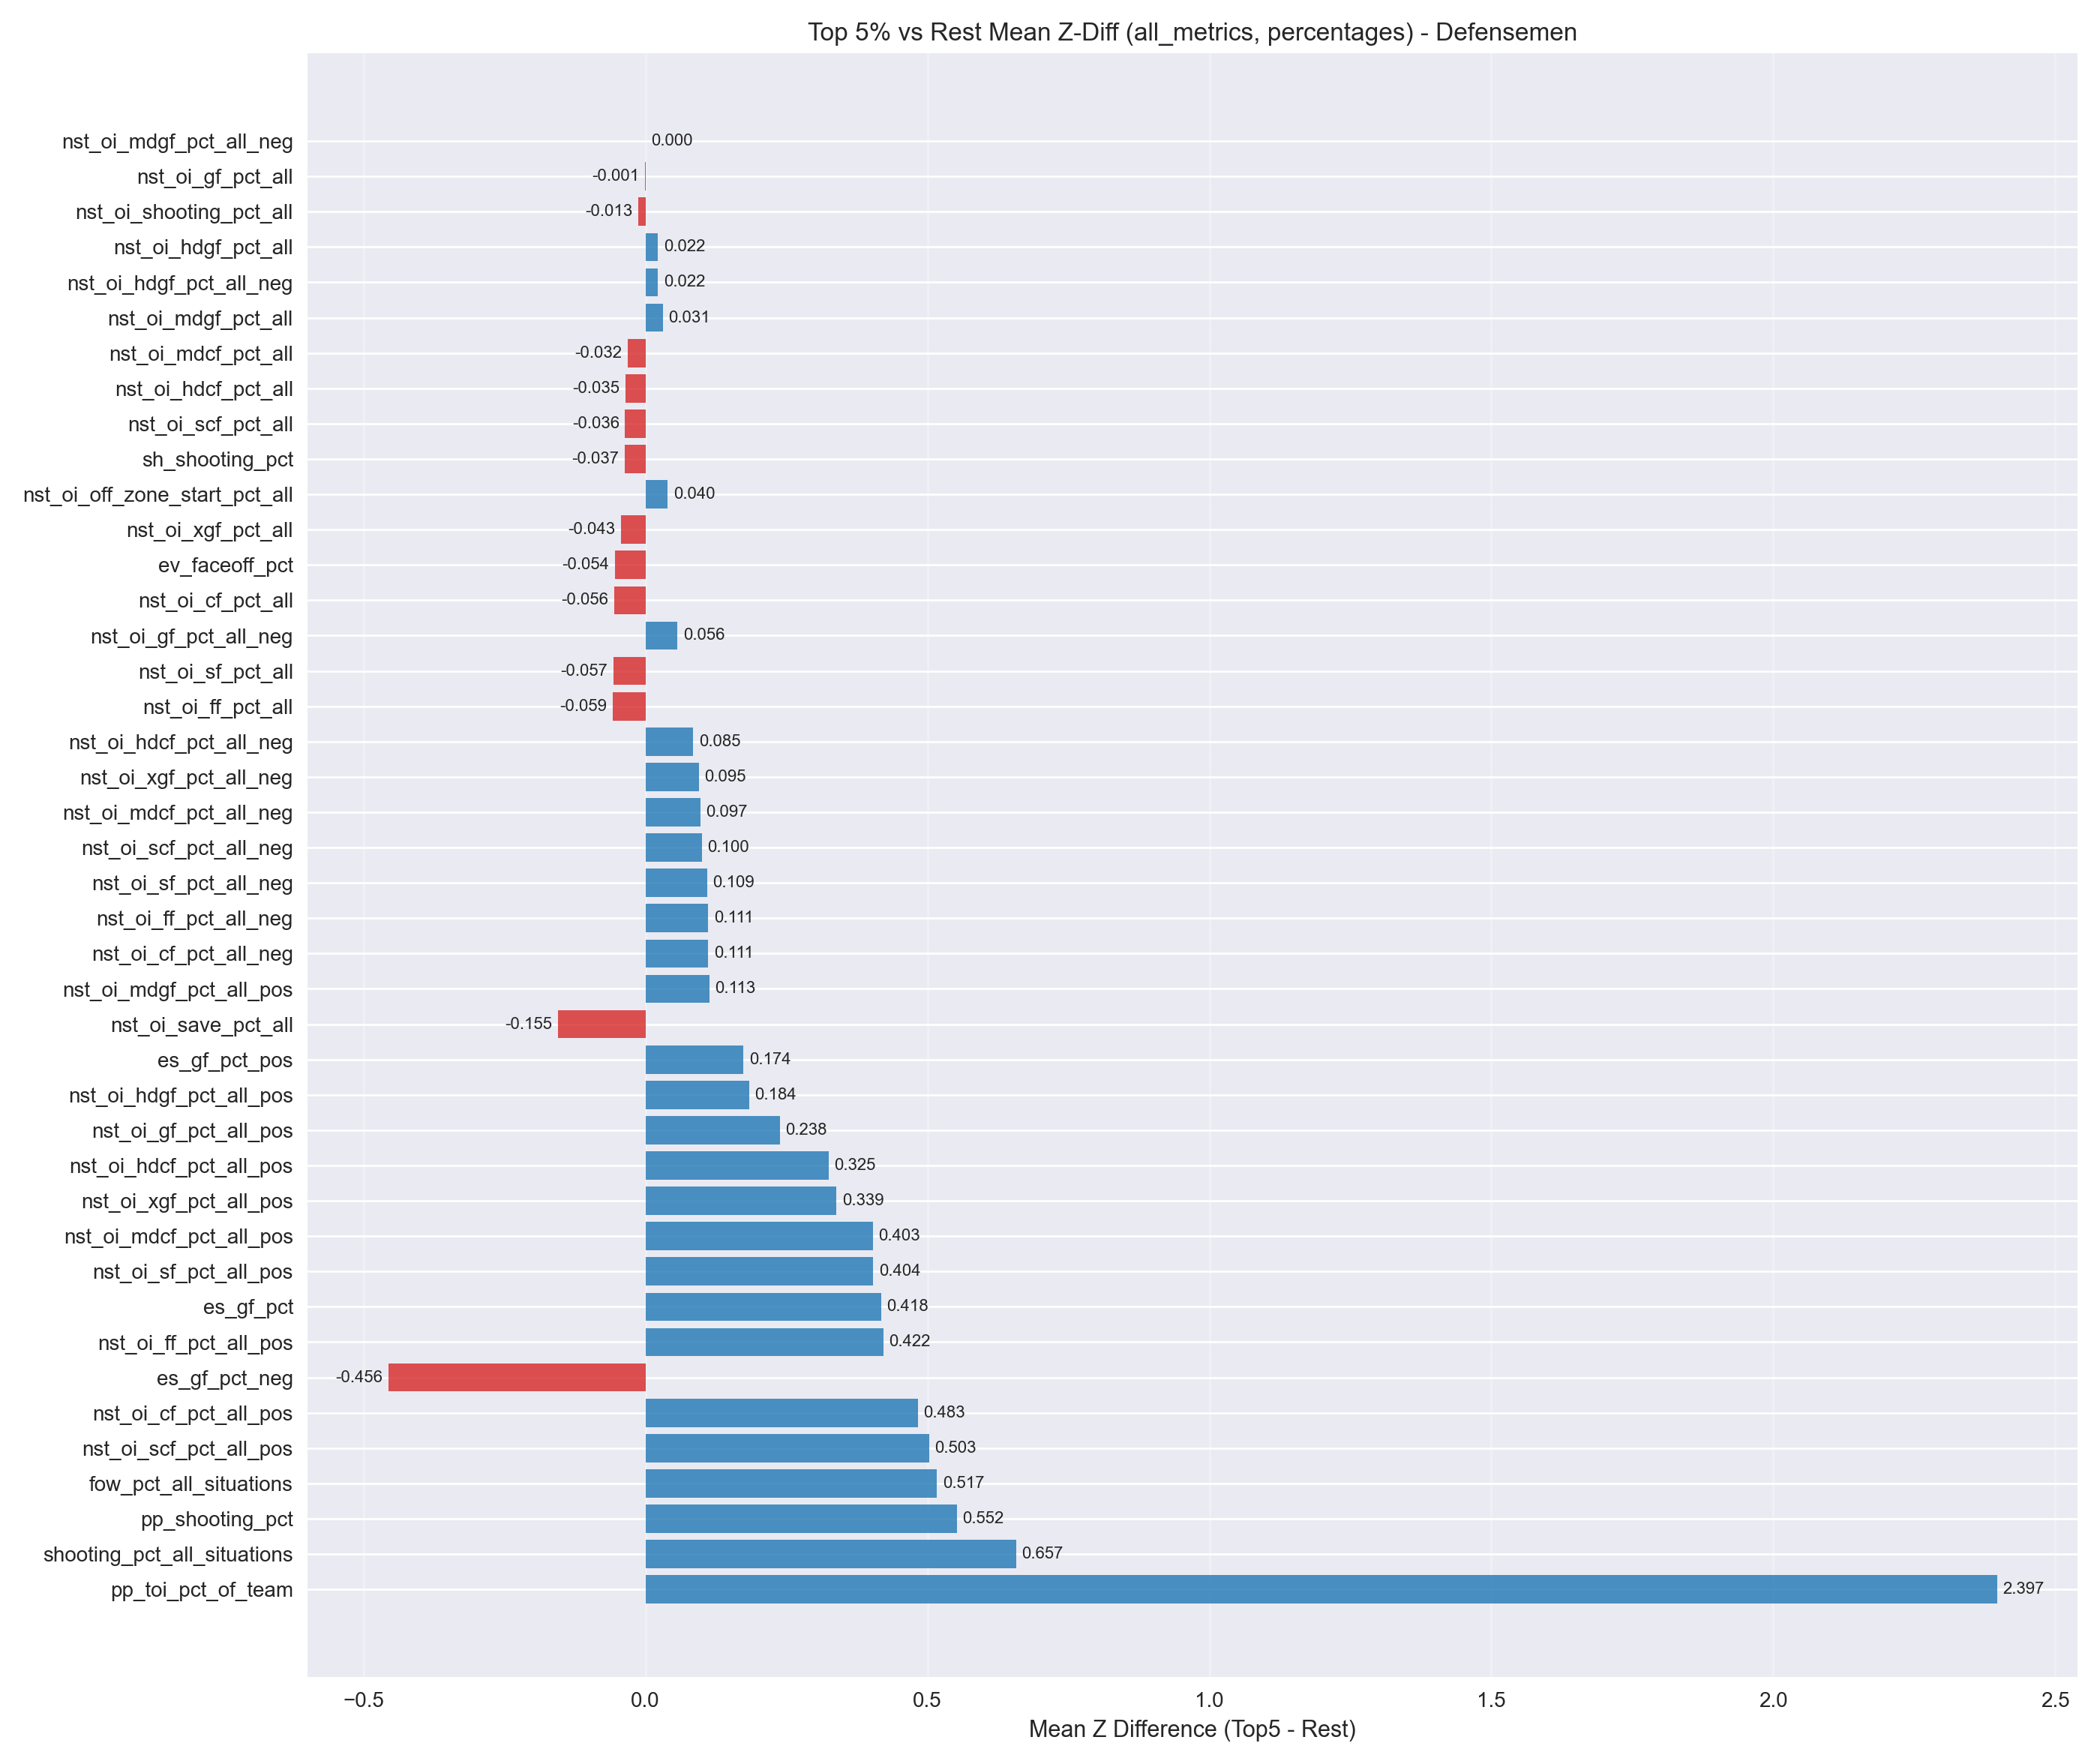 Top 5% vs Rest Mean Z-Diff (all_metrics, percentages) - Defensemen
nst_oi_mdgf_pct_all_neg 0.000
nst_oi_gf_pct_all -0.001
nst_oi_shooting_pct_all -0.013
nst_oi_hdgf_pct_all 0.022
nst_oi_hdgf_pct_all_neg 0.022
nst_oi_mdgf_pct_all 0.031
nst_oi_mdcf_pct_all -0.032
nst_oi_hdcf_pct_all -0.035
nst_oi_scf_pct_all -0.036
sh_shooting_pct -0.037
nst_oi_off_zone_start_pct_all 0.040
nst_oi_xgf_pct_all -0.043
ev_faceoff_pct -0.054
nst_oi_cf_pct_all -0.056
nst_oi_gf_pct_all_neg 0.056
nst_oi_sf_pct_all -0.057
nst_oi_ff_pct_all -0.059
nst_oi_hdcf_pct_all_neg 0.085
nst_oi_xgf_pct_all_neg 0.095
nst_oi_mdcf_pct_all_neg 0.097
nst_oi_scf_pct_all_neg 0.100
nst_oi_sf_pct_all_neg 0.109
nst_oi_ff_pct_all_neg 0.111
nst_oi_cf_pct_all_neg 0.111
nst_oi_mdgf_pct_all_pos 0.113
nst_oi_save_pct_all -0.155
es_gf_pct_pos 0.174
nst_oi_hdgf_pct_all_pos 0.184
nst_oi_gf_pct_all_pos 0.238
nst_oi_hdcf_pct_all_pos 0.325
nst_oi_xgf_pct_all_pos 0.339
nst_oi_mdcf_pct_all_pos 0.403
nst_oi_sf_pct_all_pos 0.404
es_gf_pct 0.418
nst_oi_ff_pct_all_pos 0.422
es_gf_pct_neg -0.456
nst_oi_cf_pct_all_pos 0.483
nst_oi_scf_pct_all_pos 0.503
fow_pct_all_situations 0.517
pp_shooting_pct 0.552
shooting_pct_all_situations 0.657
pp_toi_pct_of_team 2.397
−0.5 0.0 0.5 1.0 1.5 2.0 2.5
Mean Z Difference (Top5 - Rest)